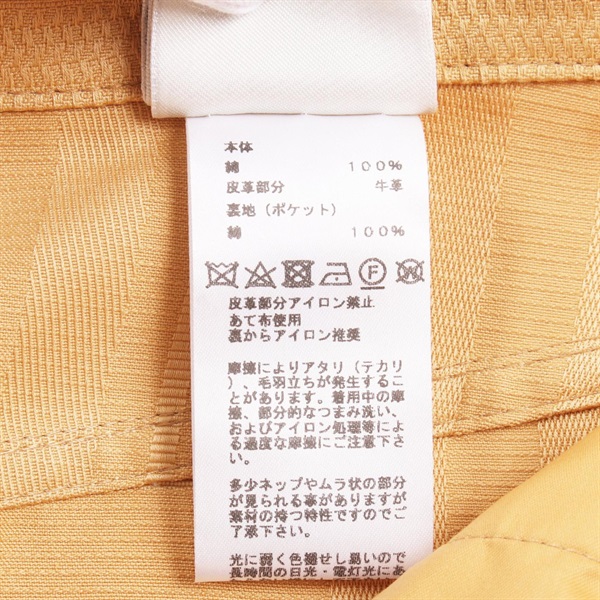 本体
綿 100%
皮革部分 牛革
裏地（ポケット）
綿 100%
F W
皮革部分アイロン禁止
あて布使用
裏からアイロン推奨
摩擦によりアタリ（テカリ
）、毛羽立ちが発生するこ
とがあります。着用中の摩
擦、部分的なつまみ洗い、
およびアイロン処理等によ
る過度な摩擦にご注意下さ
い。
多少ネップやムラ状の部分
が見られる事がありますが
素材の持つ特性ですのでご
了承下さい。
光に弱く色褪せし易いので
長時間の日光・電灯光にあ